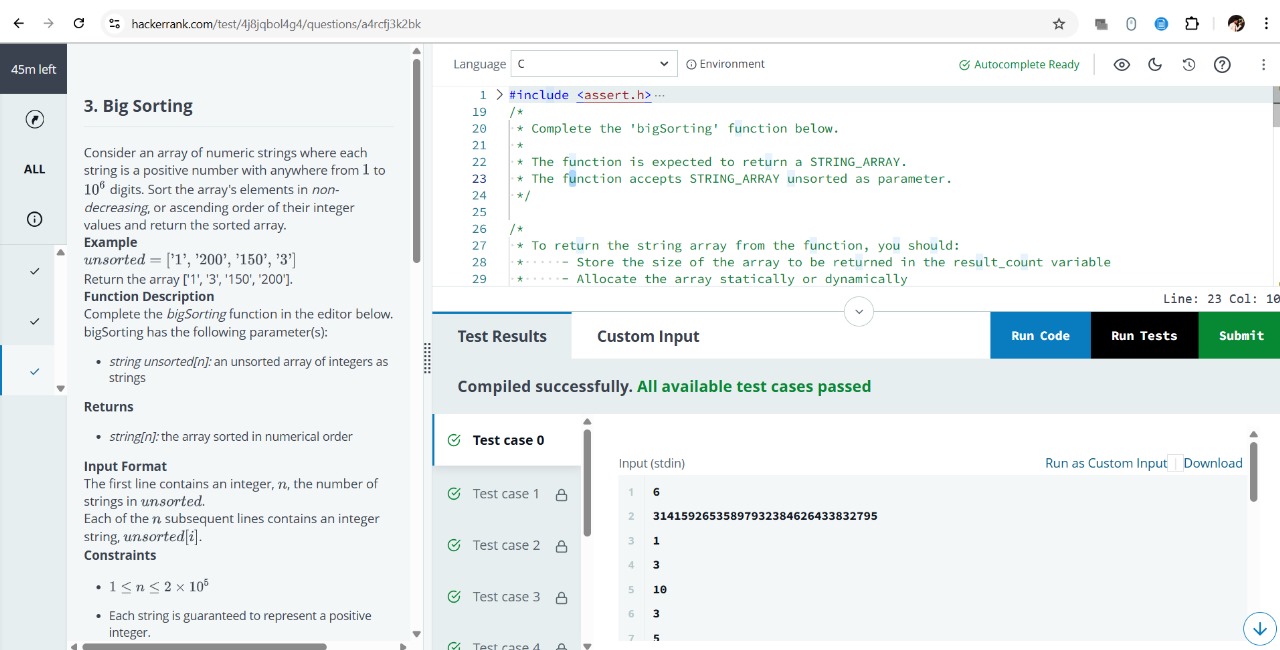 hackerrank.com/test/4j8jqbol4g4/questions/a4rcfj3k2bk
45m left
ALL
3. Big Sorting
Consider an array of numeric strings where each
string is a positive number with anywhere from 1 to
10⁶ digits. Sort the array's elements in non-
decreasing, or ascending order of their integer
values and return the sorted array.
Example
unsorted = ['1', '200', '150', '3']
Return the array ['1', '3', '150', '200'].
Function Description
Complete the bigSorting function in the editor below.
bigSorting has the following parameter(s):
• string unsorted[n]: an unsorted array of integers as
strings
Returns
• string[n]: the array sorted in numerical order
Input Format
The first line contains an integer, n, the number of
strings in unsorted.
Each of the n subsequent lines contains an integer
string, unsorted[i].
Constraints
• 1 ≤ n ≤ 2 × 10⁵
• Each string is guaranteed to represent a positive
integer.
Language C Environment Autocomplete Ready
1 #include <assert.h> ···
19 /*
20 * Complete the 'bigSorting' function below.
21 *
22 * The function is expected to return a STRING_ARRAY.
23 * The function accepts STRING_ARRAY unsorted as parameter.
24 */
25
26 /*
27 * To return the string array from the function, you should:
28 *     - Store the size of the array to be returned in the result_count variable
29 *     - Allocate the array statically or dynamically
Line: 23 Col: 10
Test Results Custom Input Run Code Run Tests Submit
Compiled successfully. All available test cases passed
Test case 0
Test case 1
Test case 2
Test case 3
Test case 4
Input (stdin) Run as Custom Input Download
1 6
2 31415926535897932384626433832795
3 1
4 3
5 10
6 3
7 5